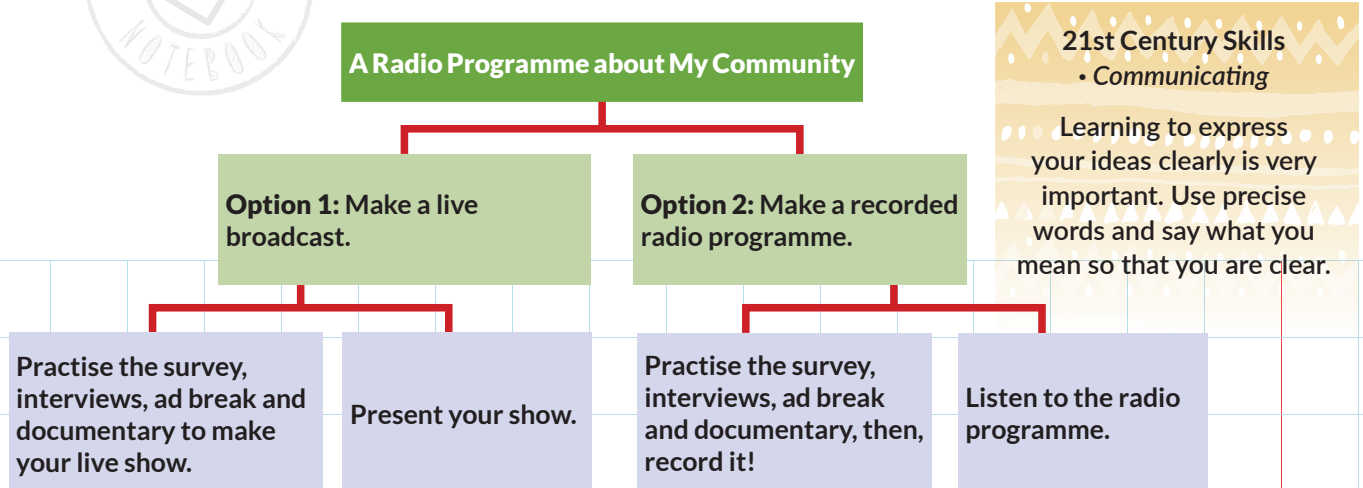 NOTEBOOK
A Radio Programme about My Community
21st Century Skills
• Communicating
Learning to express
your ideas clearly is very
important. Use precise
words and say what you
mean so that you are clear.
Option 1: Make a live
broadcast.
Option 2: Make a recorded
radio programme.
Practise the survey,
interviews, ad break and
documentary to make
your live show.
Present your show.
Practise the survey,
interviews, ad break
and documentary, then,
record it!
Listen to the radio
programme.